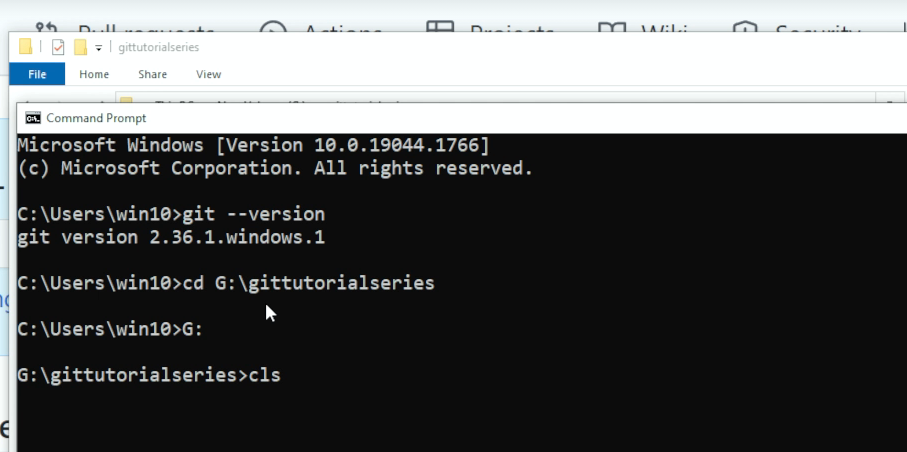 Pull requests Actions Projects Wiki Security
gittutorialseries
File Home Share View
Command Prompt
Microsoft Windows [Version 10.0.19044.1766]
(c) Microsoft Corporation. All rights reserved.
C:\Users\win10>git --version
git version 2.36.1.windows.1
C:\Users\win10>cd G:\gittutorialseries
C:\Users\win10>G:
G:\gittutorialseries>cls